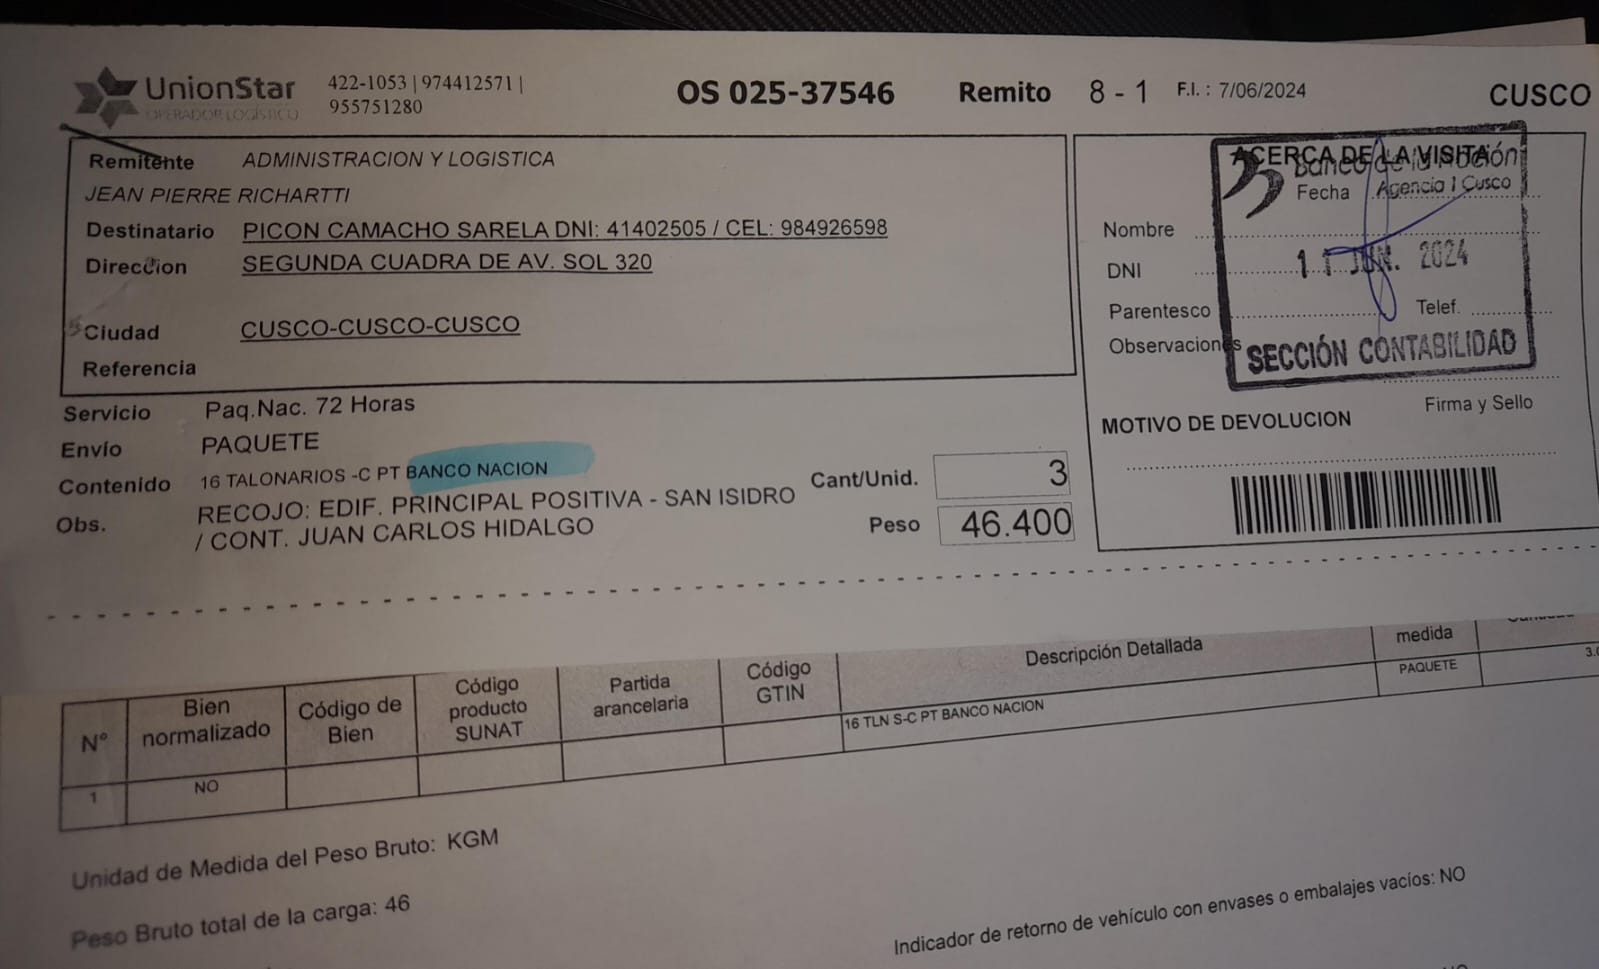 UnionStar
OPERADOR LOGÍSTICO
422-1053 | 974412571 |
955751280
OS 025-37546 Remito 8 - 1 F.I. : 7/06/2024 CUSCO
Remitente ADMINISTRACION Y LOGISTICA
JEAN PIERRE RICHARTTI
Destinatario PICON CAMACHO SARELA DNI: 41402505 / CEL: 984926598
Direccion SEGUNDA CUADRA DE AV. SOL 320
Ciudad CUSCO-CUSCO-CUSCO
Referencia
Servicio Paq.Nac. 72 Horas
Envío PAQUETE
Contenido 16 TALONARIOS -C PT BANCO NACION
Obs. RECOJO: EDIF. PRINCIPAL POSITIVA - SAN ISIDRO
/ CONT. JUAN CARLOS HIDALGO
Cant/Unid. 3
Peso 46.400
ACERCA DE LA VISITA
Banco de la Nación
Fecha Agencia 1 Cusco
Nombre
DNI
JUN. 2024
Parentesco Telef.
Observaciones
SECCIÓN CONTABILIDAD
Firma y Sello
MOTIVO DE DEVOLUCION
N° Bien normalizado Código de Bien Código producto SUNAT Partida arancelaria Código GTIN Descripción Detallada medida
1 NO 16 TLN S-C PT BANCO NACION PAQUETE
Unidad de Medida del Peso Bruto: KGM
Peso Bruto total de la carga: 46
Indicador de retorno de vehículo con envases o embalajes vacíos: NO